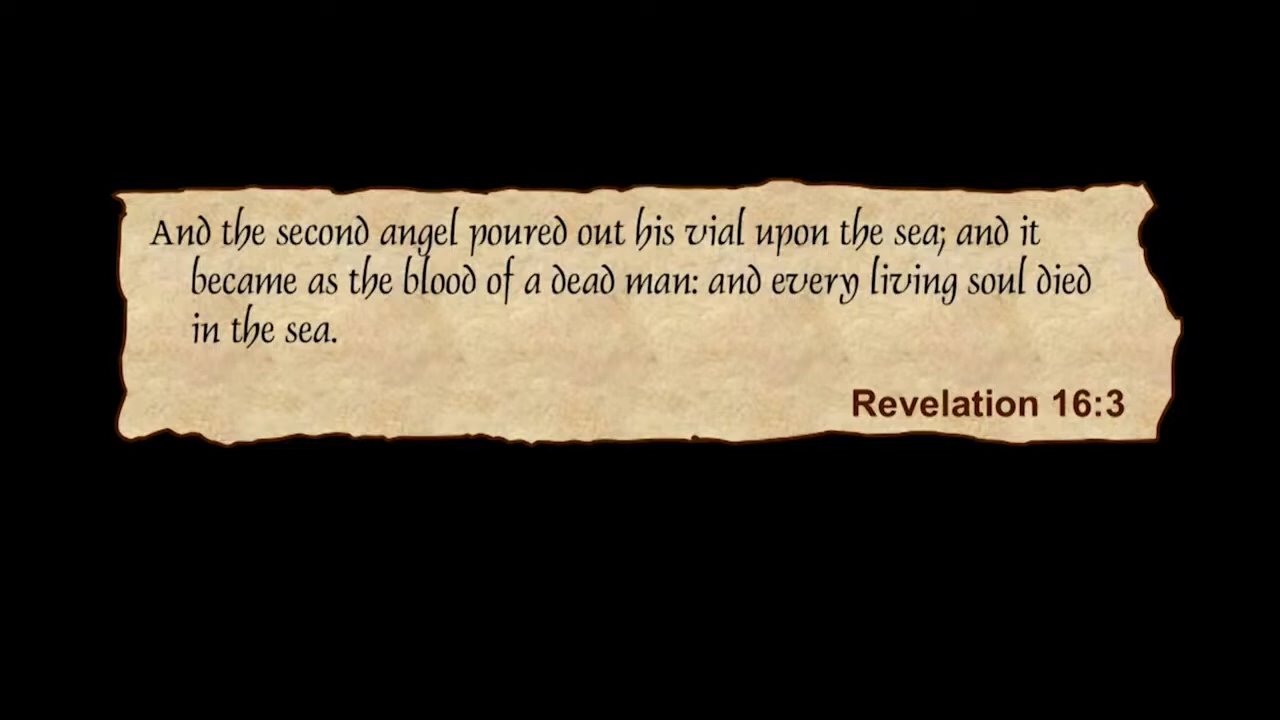 And the second angel poured out his vial upon the sea; and it
became as the blood of a dead man: and every living soul died
in the sea.
Revelation 16:3